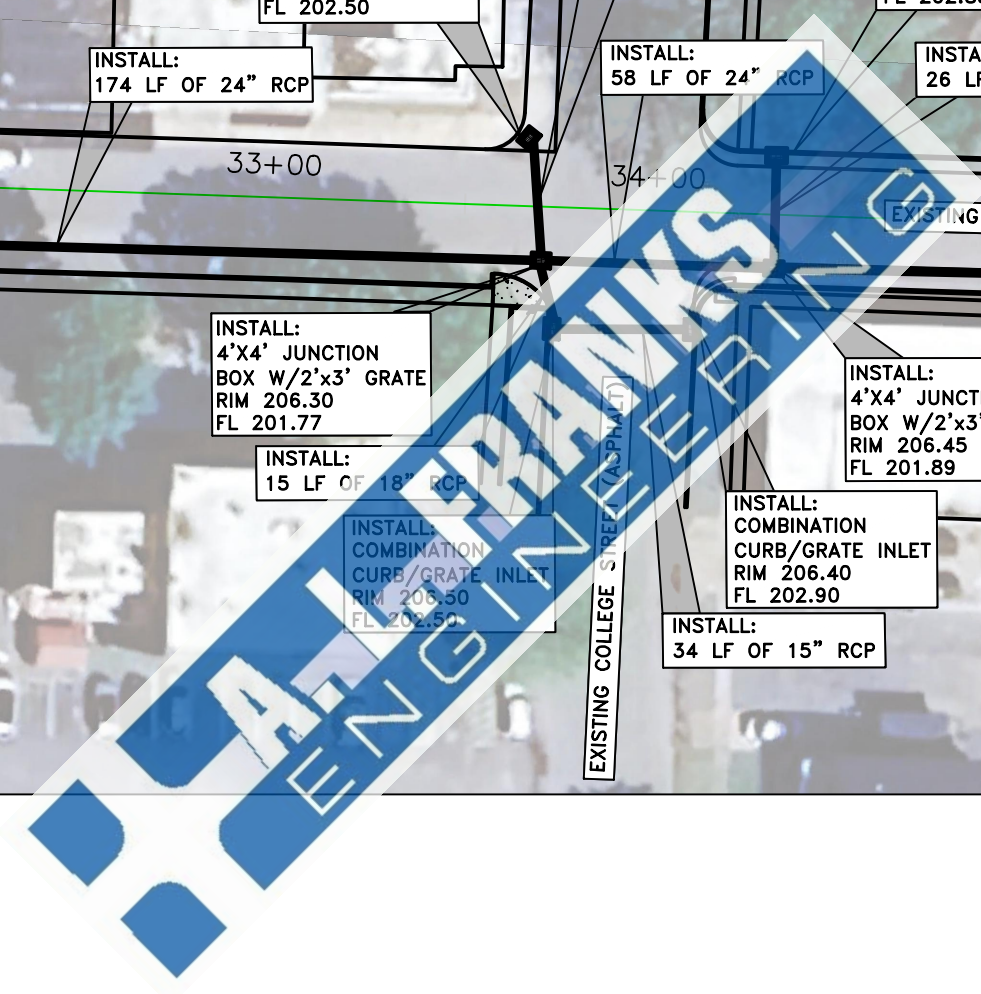 FL 202.50
INSTALL:
174 LF OF 24” RCP
INSTALL:
58 LF OF 24” RCP
INSTA
26 LF
33+00
34+00
EXISTING
INSTALL:
4’X4’ JUNCTION
BOX W/2’x3’ GRATE
RIM 206.30
FL 201.77
INSTALL:
4’X4’ JUNCTI
BOX W/2’x3’
RIM 206.45
FL 201.89
INSTALL:
15 LF OF 18” RCP
INSTALL:
COMBINATION
CURB/GRATE INLET
RIM 206.50
FL 202.50
INSTALL:
COMBINATION
CURB/GRATE INLET
RIM 206.40
FL 202.90
INSTALL:
34 LF OF 15” RCP
EXISTING COLLEGE STREET (ASPHALT)
A. L. FRANKS
ENGINEERING